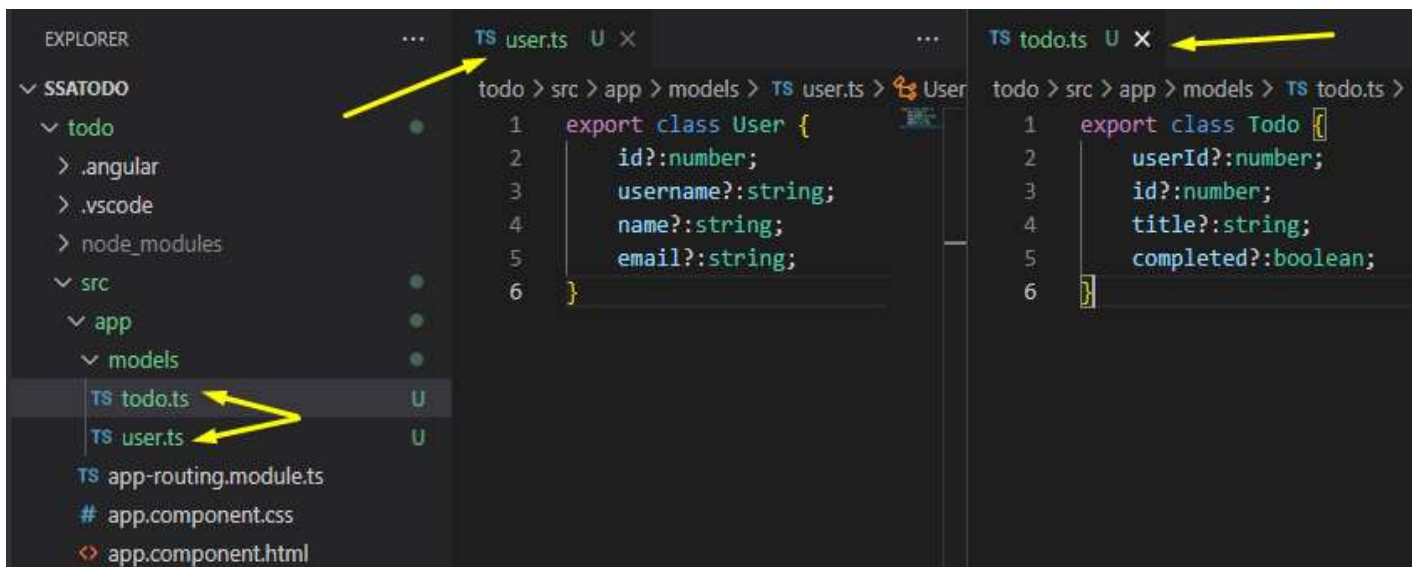 EXPLORER ...
SSATODO
todo
.angular
.vscode
node_modules
src
app
models
TS todo.ts U
TS user.ts U
TS app-routing.module.ts
# app.component.css
<> app.component.html
TS user.ts U × ...
todo > src > app > models > TS user.ts > User
1 export class User {
2 id?:number;
3 username?:string;
4 name?:string;
5 email?:string;
6 }
TS todo.ts U ×
todo > src > app > models > TS todo.ts >
1 export class Todo {
2 userId?:number;
3 id?:number;
4 title?:string;
5 completed?:boolean;
6 }